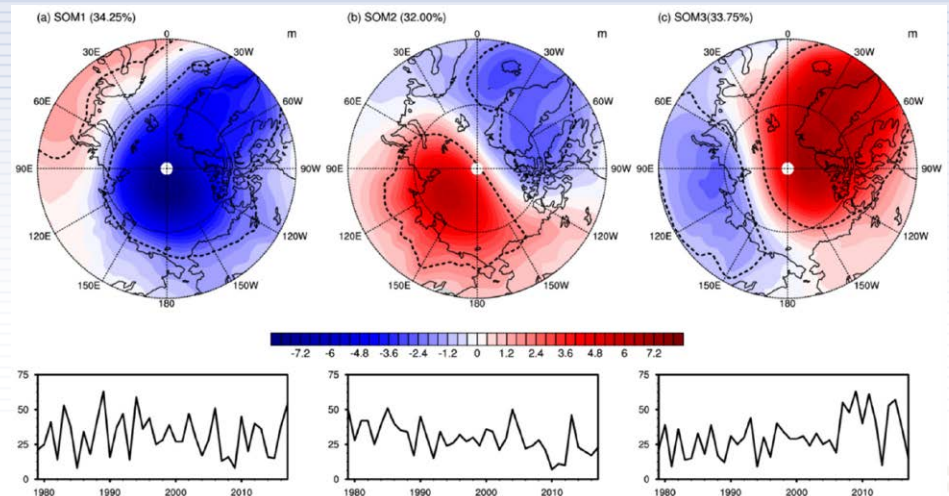 (a) SOM1 (34.25%)
m
0
30E
30W
60E
60W
90E
90W
120E
120W
150E
150W
180
(b) SOM2 (32.00%)
m
0
30E
30W
60E
60W
90E
90W
120E
120W
150E
150W
180
(c) SOM3(33.75%)
m
0
30E
30W
60E
60W
90E
90W
120E
120W
150E
150W
180
-7.2 -6 -4.8 -3.6 -2.4 -1.2 0 1.2 2.4 3.6 4.8 6 7.2
75
50
25
0
1980 1990 2000 2010
75
50
25
0
1980 1990 2000 2010
75
50
25
0
1980 1990 2000 2010